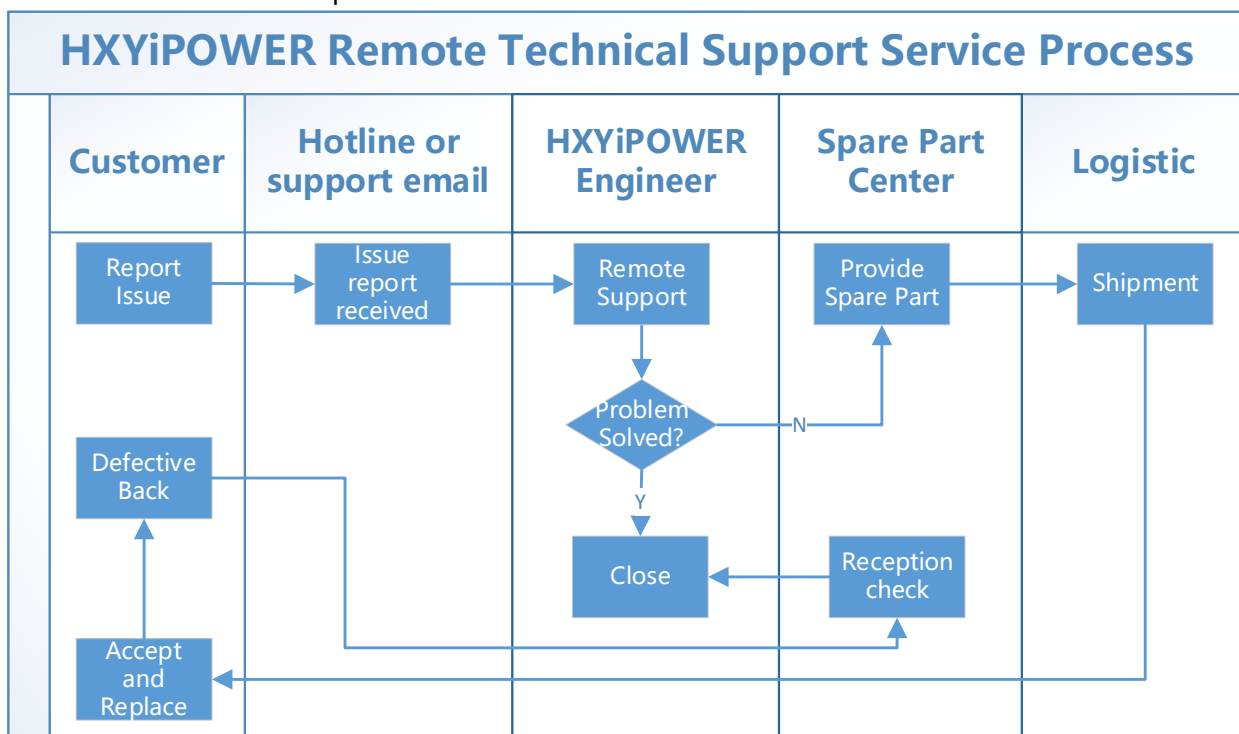 HXYiPOWER Remote Technical Support Service Process
Customer
Hotline or
support email
HXYiPOWER
Engineer
Spare Part
Center
Logistic
Report
Issue
Issue
report
received
Remote
Support
Provide
Spare Part
Shipment
Problem
Solved?
N
Defective
Back
Y
Close
Reception
check
Accept
and
Replace